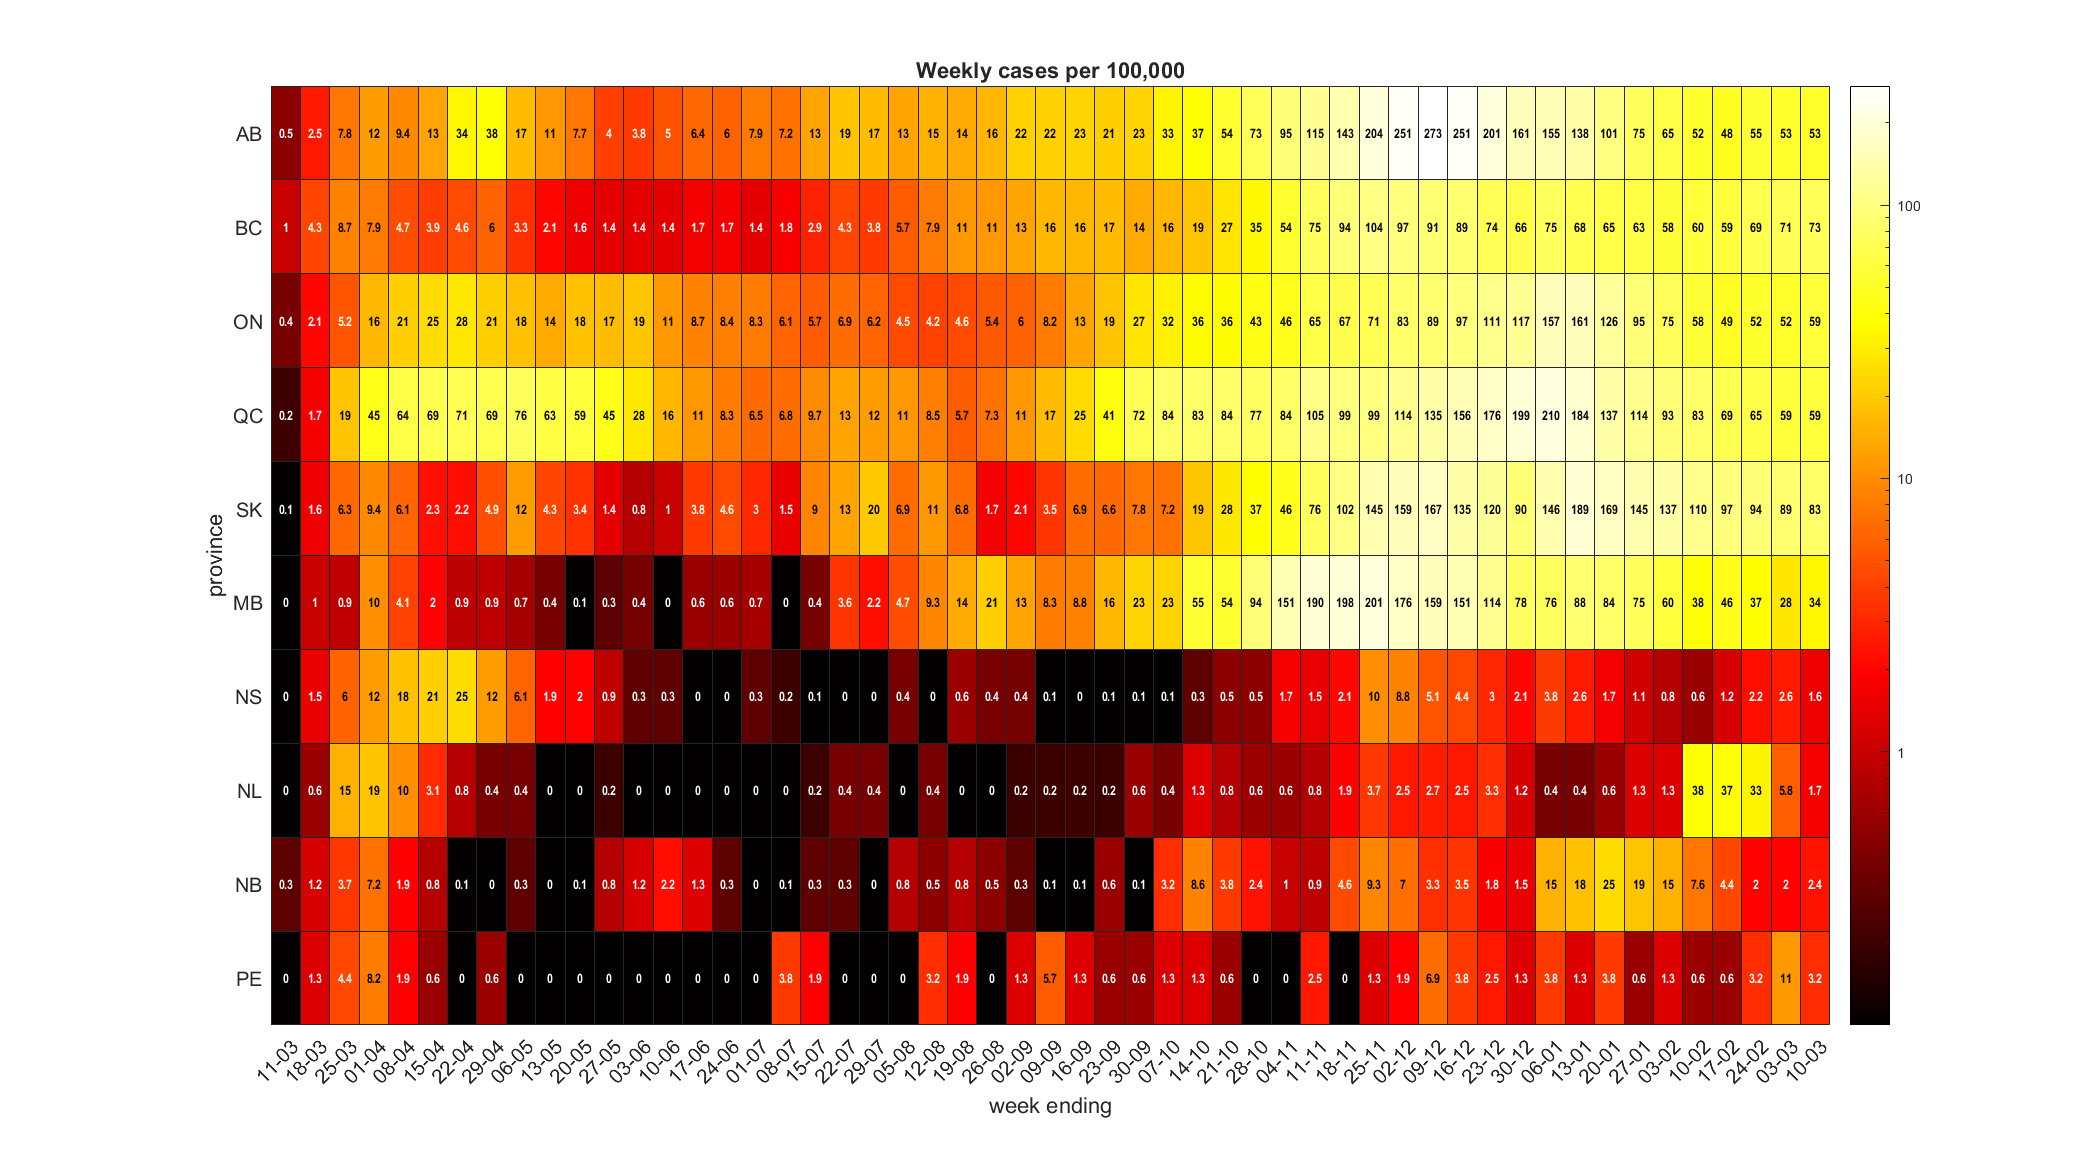 Weekly cases per 100,000
AB 0.5 2.5 7.8 12 9.4 13 34 38 17 11 7.7 4 3.8 5 6.4 6 7.9 7.2 13 19 17 13 15 14 16 22 22 23 21 23 33 37 54 73 95 115 143 204 251 273 251 201 161 155 138 101 75 65 52 48 55 53 53
100
BC 1 4.3 8.7 7.9 4.7 3.9 4.6 6 3.3 2.1 1.6 1.4 1.4 1.4 1.7 1.7 1.4 1.8 2.9 4.3 3.8 5.7 7.9 11 11 13 16 16 17 14 16 19 27 35 54 75 94 104 97 91 89 74 66 75 68 65 63 58 60 59 69 71 73
ON 0.4 2.1 5.2 16 21 25 28 21 18 14 18 17 19 11 8.7 8.4 8.3 6.1 5.7 6.9 6.2 4.5 4.2 4.6 5.4 6 8.2 13 19 27 32 36 36 43 46 65 67 71 83 89 97 111 117 157 161 126 95 75 58 49 52 52 59
QC 0.2 1.7 19 45 64 69 71 69 76 63 59 45 28 16 11 8.3 6.5 6.8 9.7 13 12 11 8.5 5.7 7.3 11 17 25 41 72 84 83 84 77 84 105 99 99 114 135 156 176 199 210 184 137 114 93 83 69 65 59 59
10
SK 0.1 1.6 6.3 9.4 6.1 2.3 2.2 4.9 12 4.3 3.4 1.4 0.8 1 3.8 4.6 3 1.5 9 13 20 6.9 11 6.8 1.7 2.1 3.5 6.9 6.6 7.8 7.2 19 28 37 46 76 102 145 159 167 135 120 90 146 189 169 145 137 110 97 94 89 83
province
MB 0 1 0.9 10 4.1 2 0.9 0.9 0.7 0.4 0.1 0.3 0.4 0 0.6 0.6 0.7 0 0.4 3.6 2.2 4.7 9.3 14 21 13 8.3 8.8 16 23 23 55 54 94 151 190 198 201 176 159 151 114 78 76 88 84 75 60 38 46 37 28 34
NS 0 1.5 6 12 18 21 25 12 6.1 1.9 2 0.9 0.3 0.3 0 0 0.3 0.2 0.1 0 0 0.4 0 0.6 0.4 0.4 0.1 0 0.1 0.1 0.1 0.3 0.5 0.5 1.7 1.5 2.1 10 8.8 5.1 4.4 3 2.1 3.8 2.6 1.7 1.1 0.8 0.6 1.2 2.2 2.6 1.6
1
NL 0 0.6 15 19 10 3.1 0.8 0.4 0.4 0 0 0.2 0 0 0 0 0 0 0.2 0.4 0.4 0 0.4 0 0 0.2 0.2 0.2 0.2 0.6 0.4 1.3 0.8 0.6 0.6 0.8 1.9 3.7 2.5 2.7 2.5 3.3 1.2 0.4 0.4 0.6 1.3 1.3 38 37 33 5.8 1.7
NB 0.3 1.2 3.7 7.2 1.9 0.8 0.1 0 0.3 0 0.1 0.8 1.2 2.2 1.3 0.3 0 0.1 0.3 0.3 0 0.8 0.5 0.8 0.5 0.3 0.1 0.1 0.6 0.1 3.2 8.6 3.8 2.4 1 0.9 4.6 9.3 7 3.3 3.5 1.8 1.5 15 18 25 19 15 7.6 4.4 2 2 2.4
PE 0 1.3 4.4 8.2 1.9 0.6 0 0.6 0 0 0 0 0 0 0 0 0 3.8 1.9 0 0 0 3.2 1.9 0 1.3 5.7 1.3 0.6 0.6 1.3 1.3 0.6 0 0 2.5 0 1.3 1.9 6.9 3.8 2.5 1.3 3.8 1.3 3.8 0.6 1.3 0.6 0.6 3.2 11 3.2
11-03 18-03 25-03 01-04 08-04 15-04 22-04 29-04 06-05 13-05 20-05 27-05 03-06 10-06 17-06 24-06 01-07 08-07 15-07 22-07 29-07 05-08 12-08 19-08 26-08 02-09 09-09 16-09 23-09 30-09 07-10 14-10 21-10 28-10 04-11 11-11 18-11 25-11 02-12 09-12 16-12 23-12 30-12 06-01 13-01 20-01 27-01 03-02 10-02 17-02 24-02 03-03 10-03
week ending